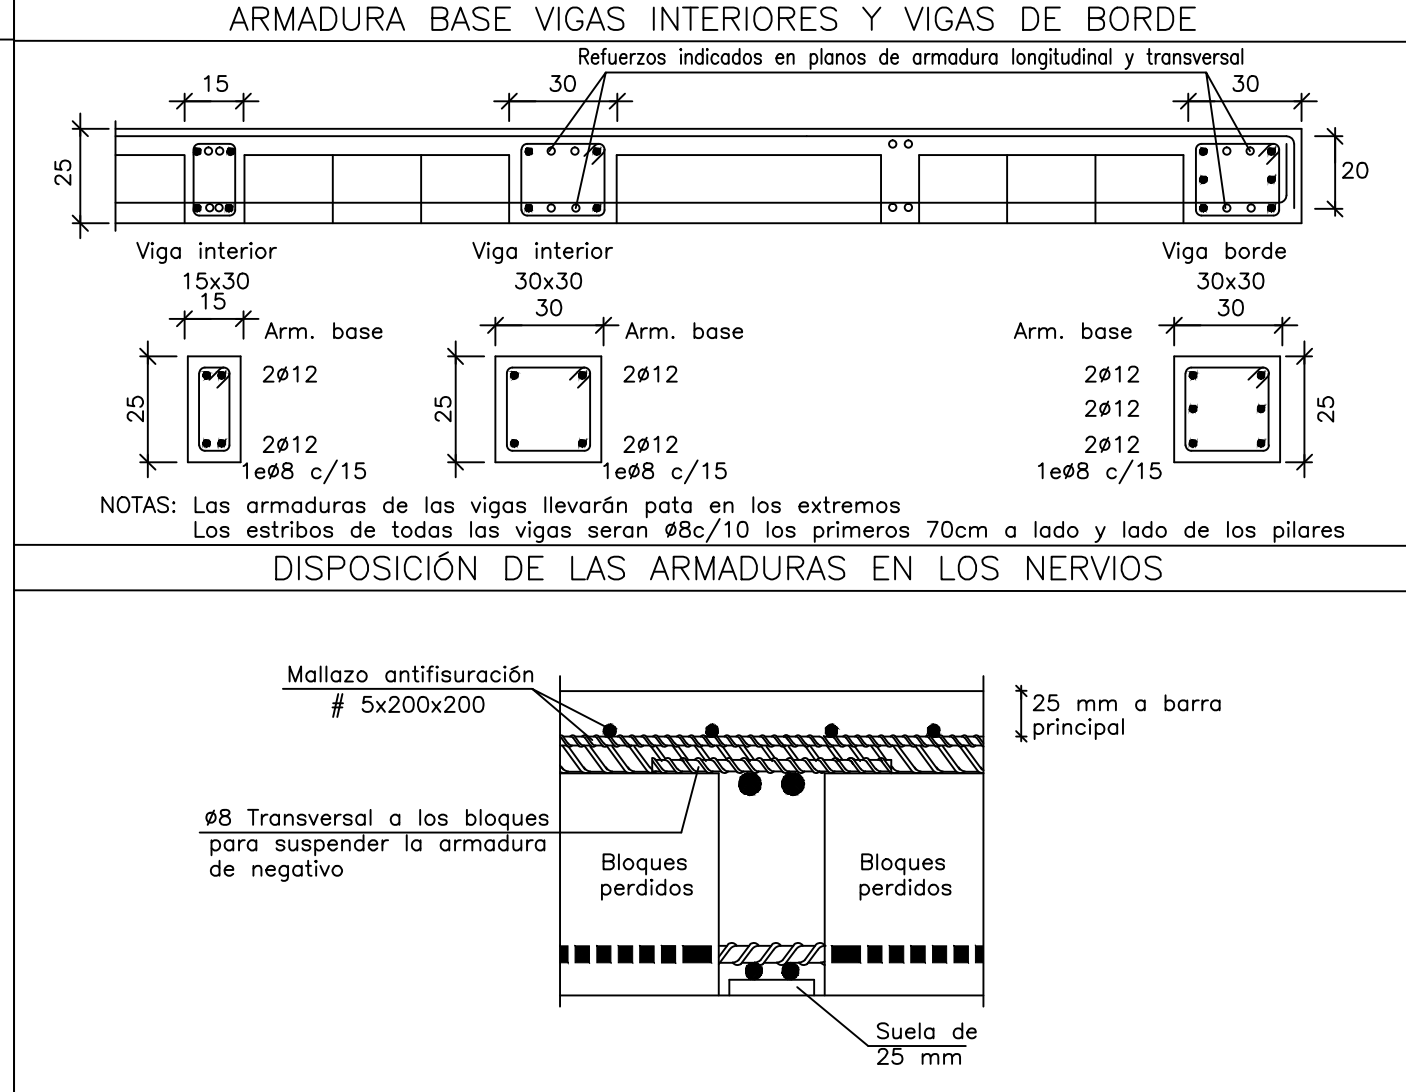 ARMADURA BASE VIGAS INTERIORES Y VIGAS DE BORDE
Refuerzos indicados en planos de armadura longitudinal y transversal
15
30
30
25
20
Viga interior
15x30
Viga interior
30x30
Viga borde
30x30
15
Arm. base
25
2ø12
2ø12
1eø8 c/15
30
Arm. base
25
2ø12
2ø12
1eø8 c/15
30
Arm. base
2ø12
2ø12
2ø12
1eø8 c/15
25
NOTAS: Las armaduras de las vigas llevarán pata en los extremos
Los estribos de todas las vigas seran ø8c/10 los primeros 70cm a lado y lado de los pilares
DISPOSICIÓN DE LAS ARMADURAS EN LOS NERVIOS
Mallazo antifisuración
# 5x200x200
25 mm a barra
principal
ø8 Transversal a los bloques
para suspender la armadura
de negativo
Bloques
perdidos
Bloques
perdidos
Suela de
25 mm